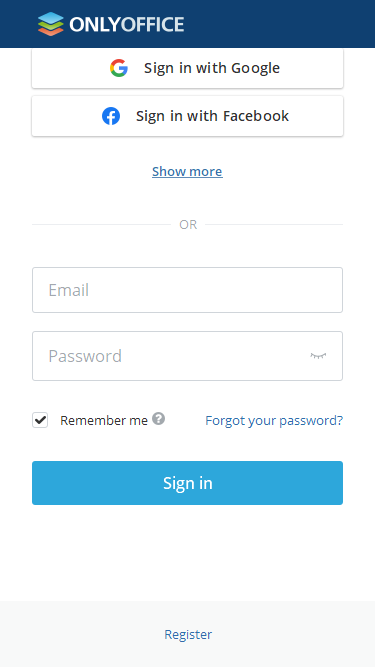 ONLYOFFICE
Sign in with Google
Sign in with Facebook
Show more
OR
Email
Password
Remember me ?
Forgot your password?
Sign in
Register